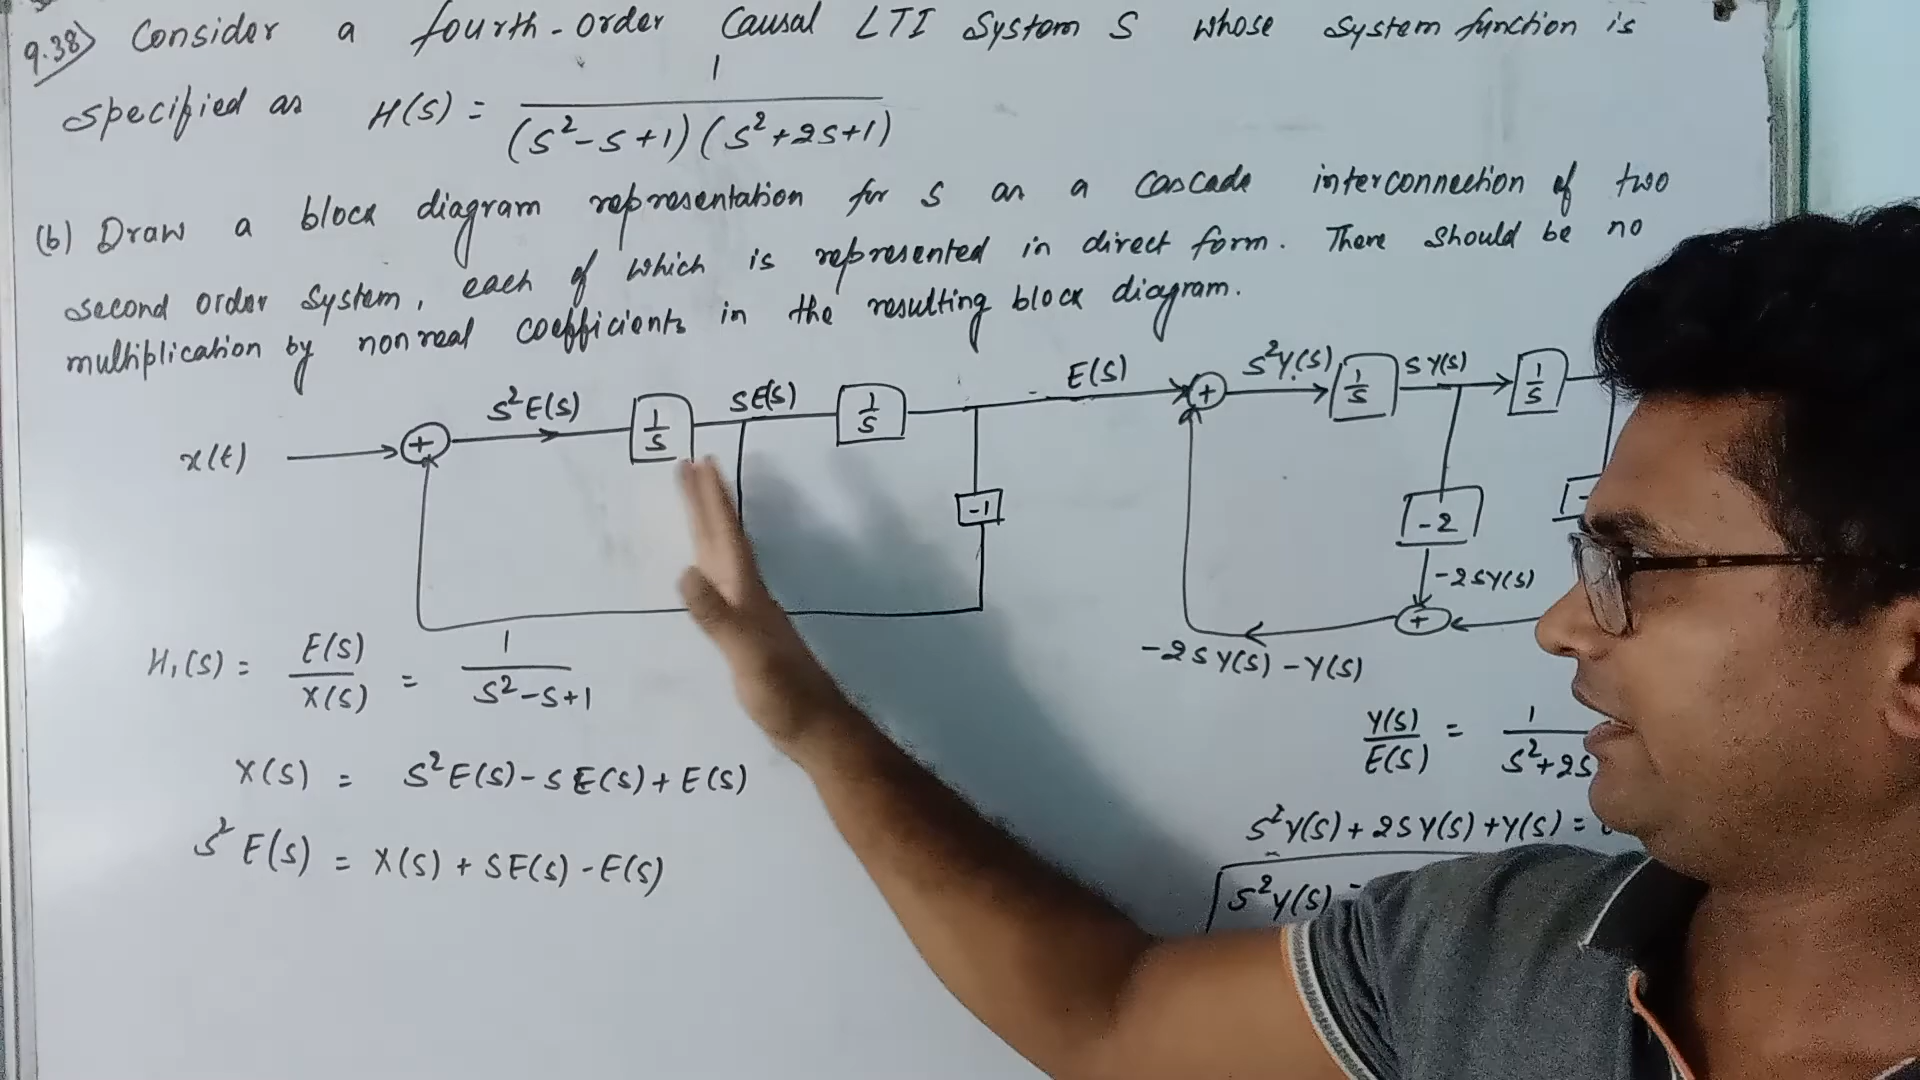 9.38) Consider a fourth-order causal LTI System S whose system function is
specified as H(S) = 1 / (S²-S+1)(S²+2S+1)
(b) Draw a block diagram representation for S as a cascade interconnection of two
second order system, each of which is represented in direct form. There should be no
multiplication by nonreal coefficients in the resulting block diagram.
x(t) + S²E(S) 1/S SE(S) 1/S E(S) + S²Y(S) 1/S SY(S) 1/S
-1 -2 -
-2SY(S)
+
-2SY(S)-Y(S)
H₁(S) = E(S)/X(S) = 1/S²-S+1
Y(S)/E(S) = 1/S²+2S
X(S) = S²E(S)-SE(S)+E(S)
S²Y(S)+2SY(S)+Y(S) =
S²E(S) = X(S)+SE(S)-E(S)
S²Y(S) =